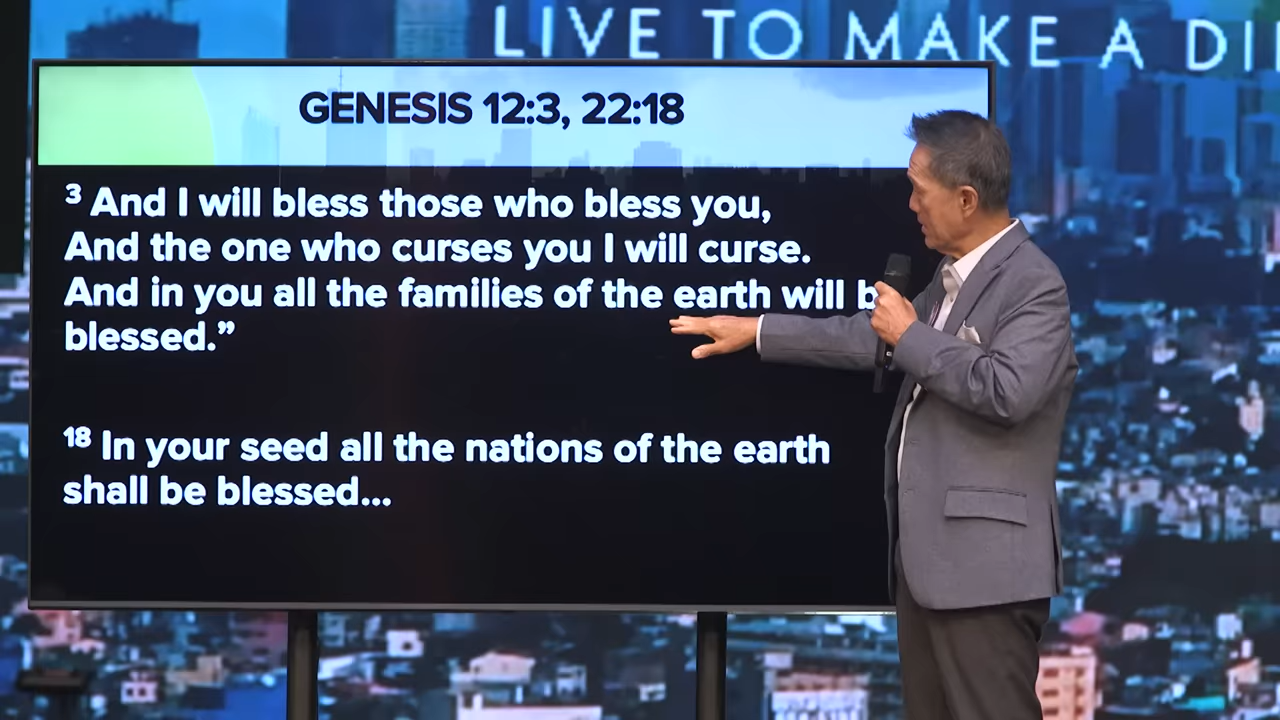 LIVE TO MAKE A DI
GENESIS 12:3, 22:18
3 And I will bless those who bless you,
And the one who curses you I will curse.
And in you all the families of the earth will b
blessed.”
18 In your seed all the nations of the earth
shall be blessed...